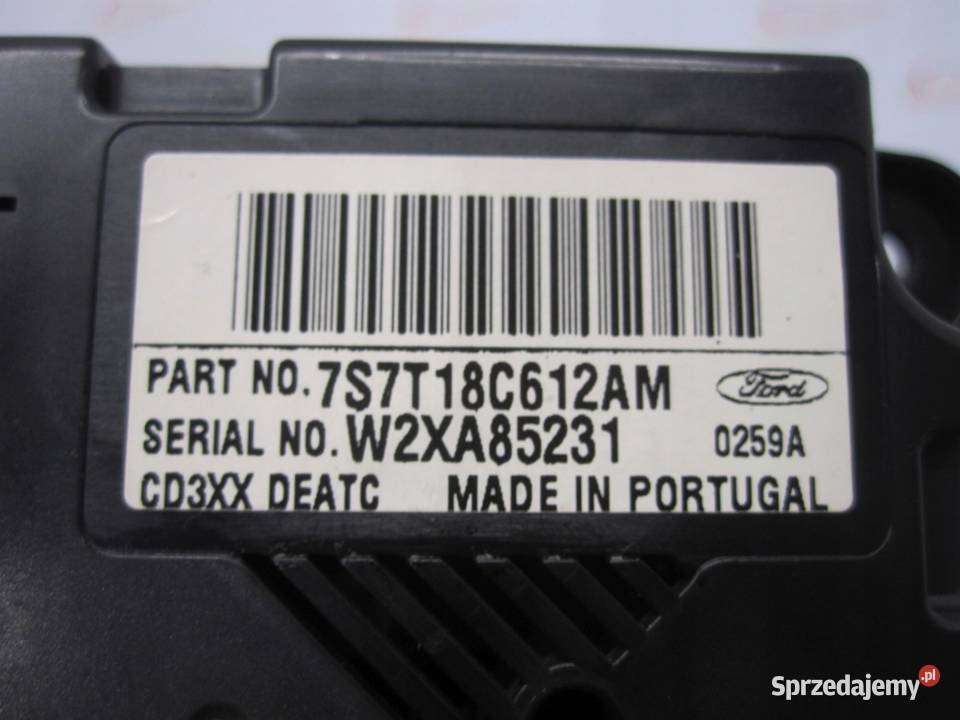 PART NO. 7S7T18C612AM Ford
SERIAL NO. W2XA85231 0259A
CD3XX DEATC MADE IN PORTUGAL
Sprzedajemy.pl